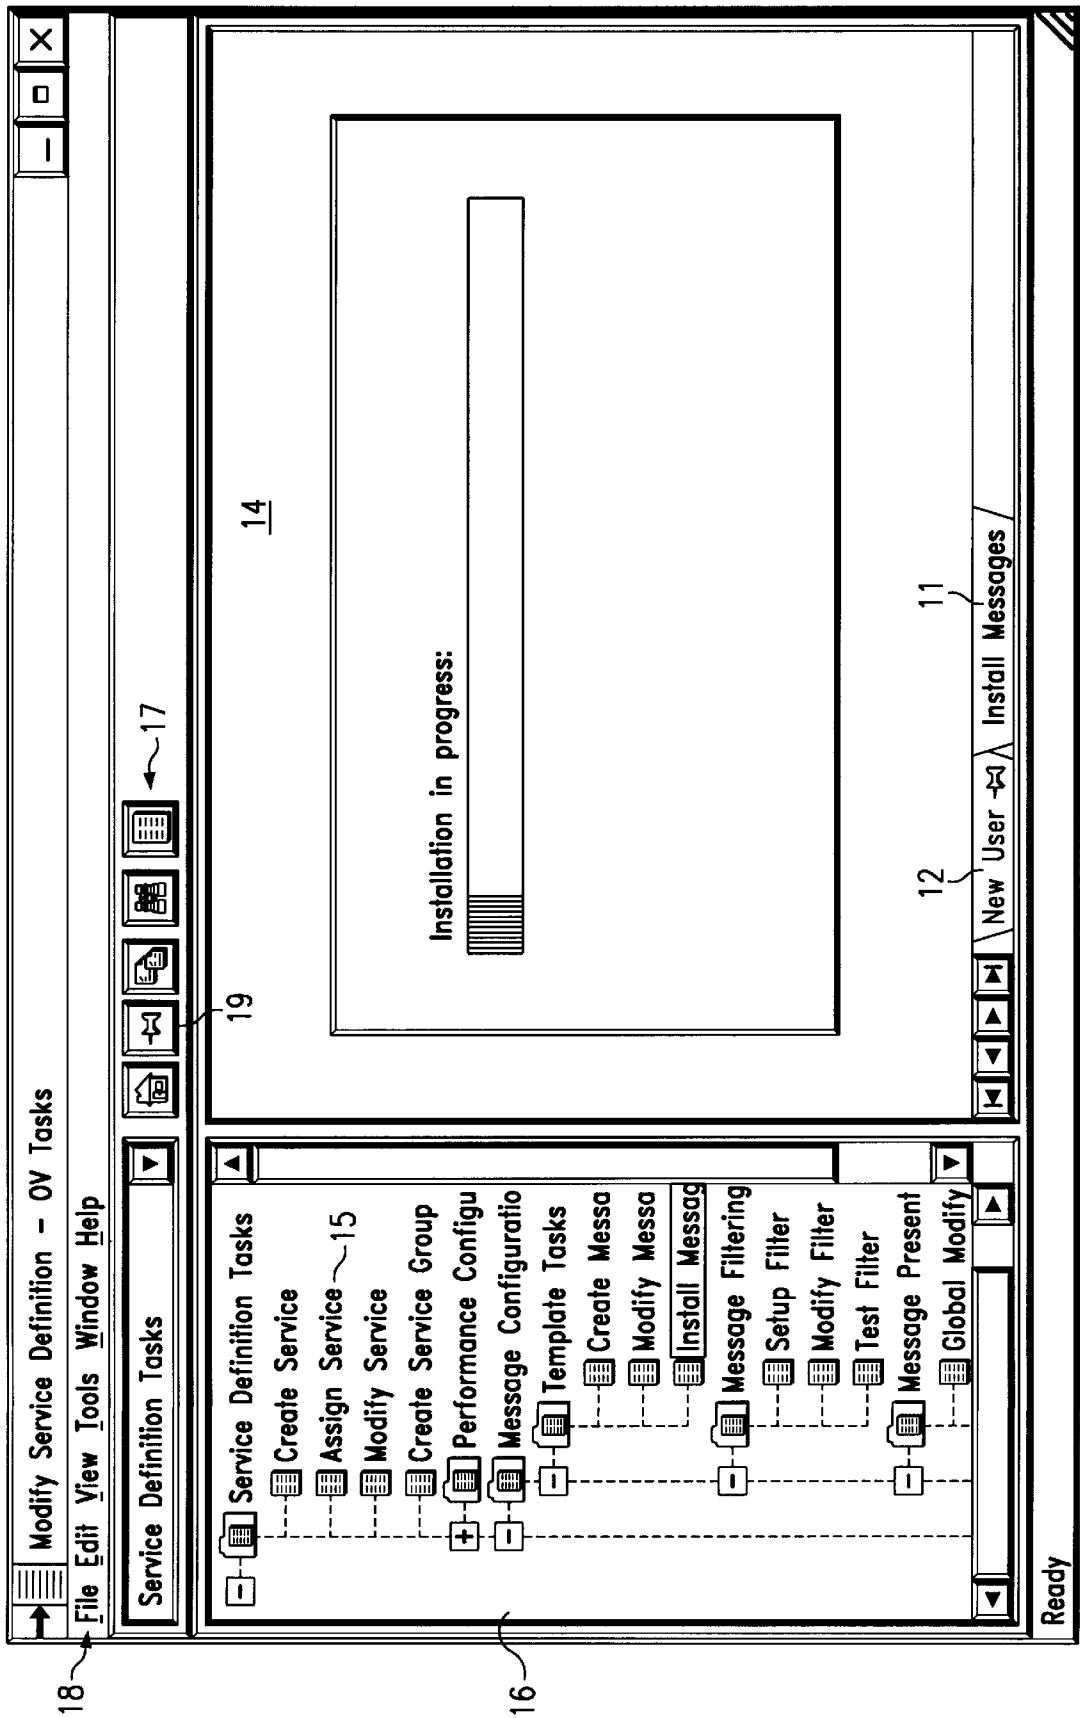 Modify Service Definition - OV Tasks
18
File Edit View Tools Window Help
Service Definition Tasks
17
19
Service Definition Tasks
Create Service
Assign Service
15
Modify Service
Create Service Group
Performance Configu
Message Configuratio
Template Tasks
Create Messa
Modify Messa
Install Messag
Message Filtering
Setup Filter
Modify Filter
Test Filter
Message Present
Global Modify
16
14
Installation in progress:
12
11
New User
Install Messages
Ready